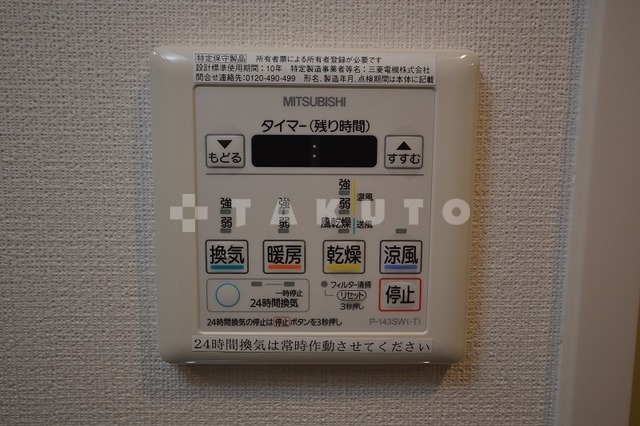 特定保守製品 所有者票による所有者登録が必要です
設計標準使用期間：10年 特定製造事業者等名：三菱電機株式会社
問合せ連絡先：0120-490-499 形名、製造年月、点検期間は本体に記載
MITSUBISHI
タイマー（残り時間）
▼ もどる
▲ すすむ
強
弱
強
弱
強
弱
風乾燥
温風
送風
TAKUTO
換気 暖房 乾燥 涼風
一時停止
24時間換気
フィルター清掃
リセット
3秒押し
停止
24時間換気の停止は停止ボタンを3秒押し
P-143SW(-T)
24時間換気は常時作動させてください